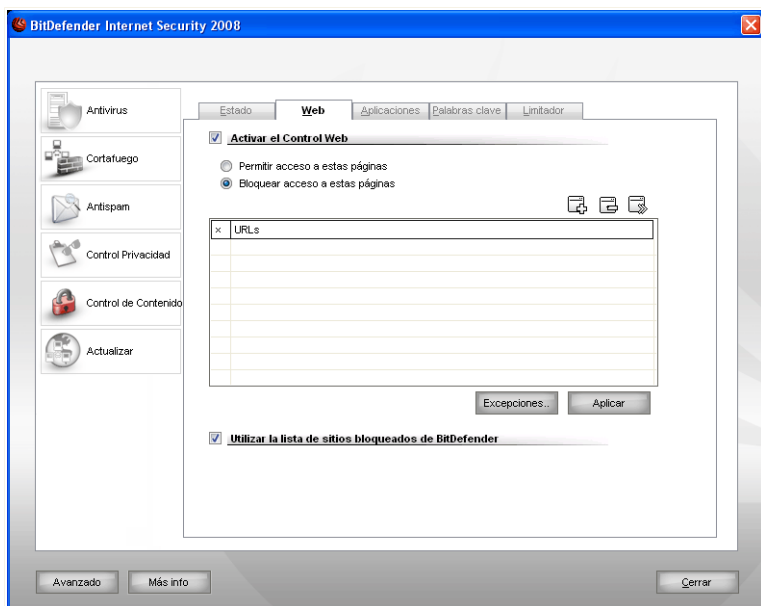 BitDefender Internet Security 2008
Antivirus
Cortafuego
Antispam
Control Privacidad
Control de Contenido
Actualizar
Estado Web Aplicaciones Palabras clave Limitador
Activar el Control Web
Permitir acceso a estas páginas
Bloquear acceso a estas páginas
× URLs
Excepciones.. Aplicar
Utilizar la lista de sitios bloqueados de BitDefender
Avanzado Más info Cerrar